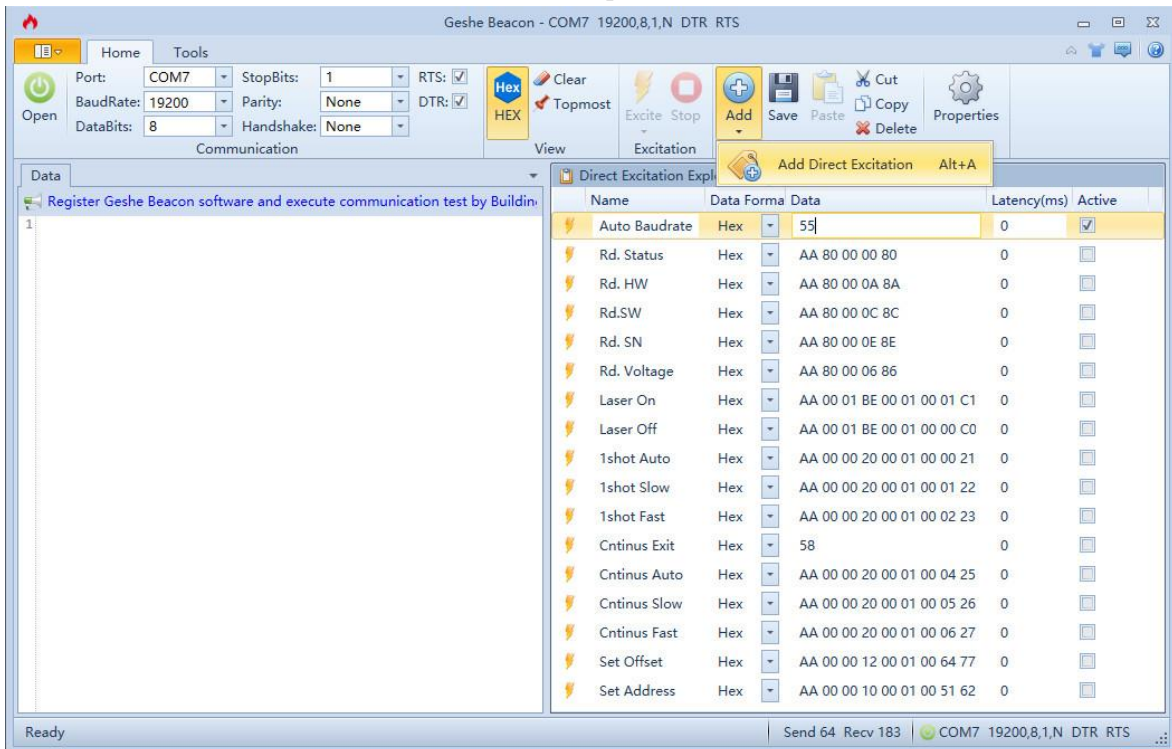 Geshe Beacon - COM7 19200,8,1,N DTR RTS
Home Tools
Port: COM7 StopBits: 1 RTS:
BaudRate: 19200 Parity: None DTR:
DataBits: 8 Handshake: None
Open
Communication
Hex
HEX
Clear
Topmost
View
Excite Stop
Excitation
Add Save Paste
Cut
Copy
Delete
Properties
Add Direct Excitation Alt+A
Data
Register Geshe Beacon software and execute communication test by Buildin
1
Direct Excitation Expl
Name Data Forma Data Latency(ms) Active
Auto Baudrate Hex 55 0
Rd. Status Hex AA 80 00 00 80 0
Rd. HW Hex AA 80 00 0A 8A 0
Rd.SW Hex AA 80 00 0C 8C 0
Rd. SN Hex AA 80 00 0E 8E 0
Rd. Voltage Hex AA 80 00 06 86 0
Laser On Hex AA 00 01 BE 00 01 00 01 C1 0
Laser Off Hex AA 00 01 BE 00 01 00 00 C0 0
1shot Auto Hex AA 00 00 20 00 01 00 00 21 0
1shot Slow Hex AA 00 00 20 00 01 00 01 22 0
1shot Fast Hex AA 00 00 20 00 01 00 02 23 0
Cntinus Exit Hex 58 0
Cntinus Auto Hex AA 00 00 20 00 01 00 04 25 0
Cntinus Slow Hex AA 00 00 20 00 01 00 05 26 0
Cntinus Fast Hex AA 00 00 20 00 01 00 06 27 0
Set Offset Hex AA 00 00 12 00 01 00 64 77 0
Set Address Hex AA 00 00 10 00 01 00 51 62 0
Ready Send 64 Recv 183 COM7 19200,8,1,N DTR RTS